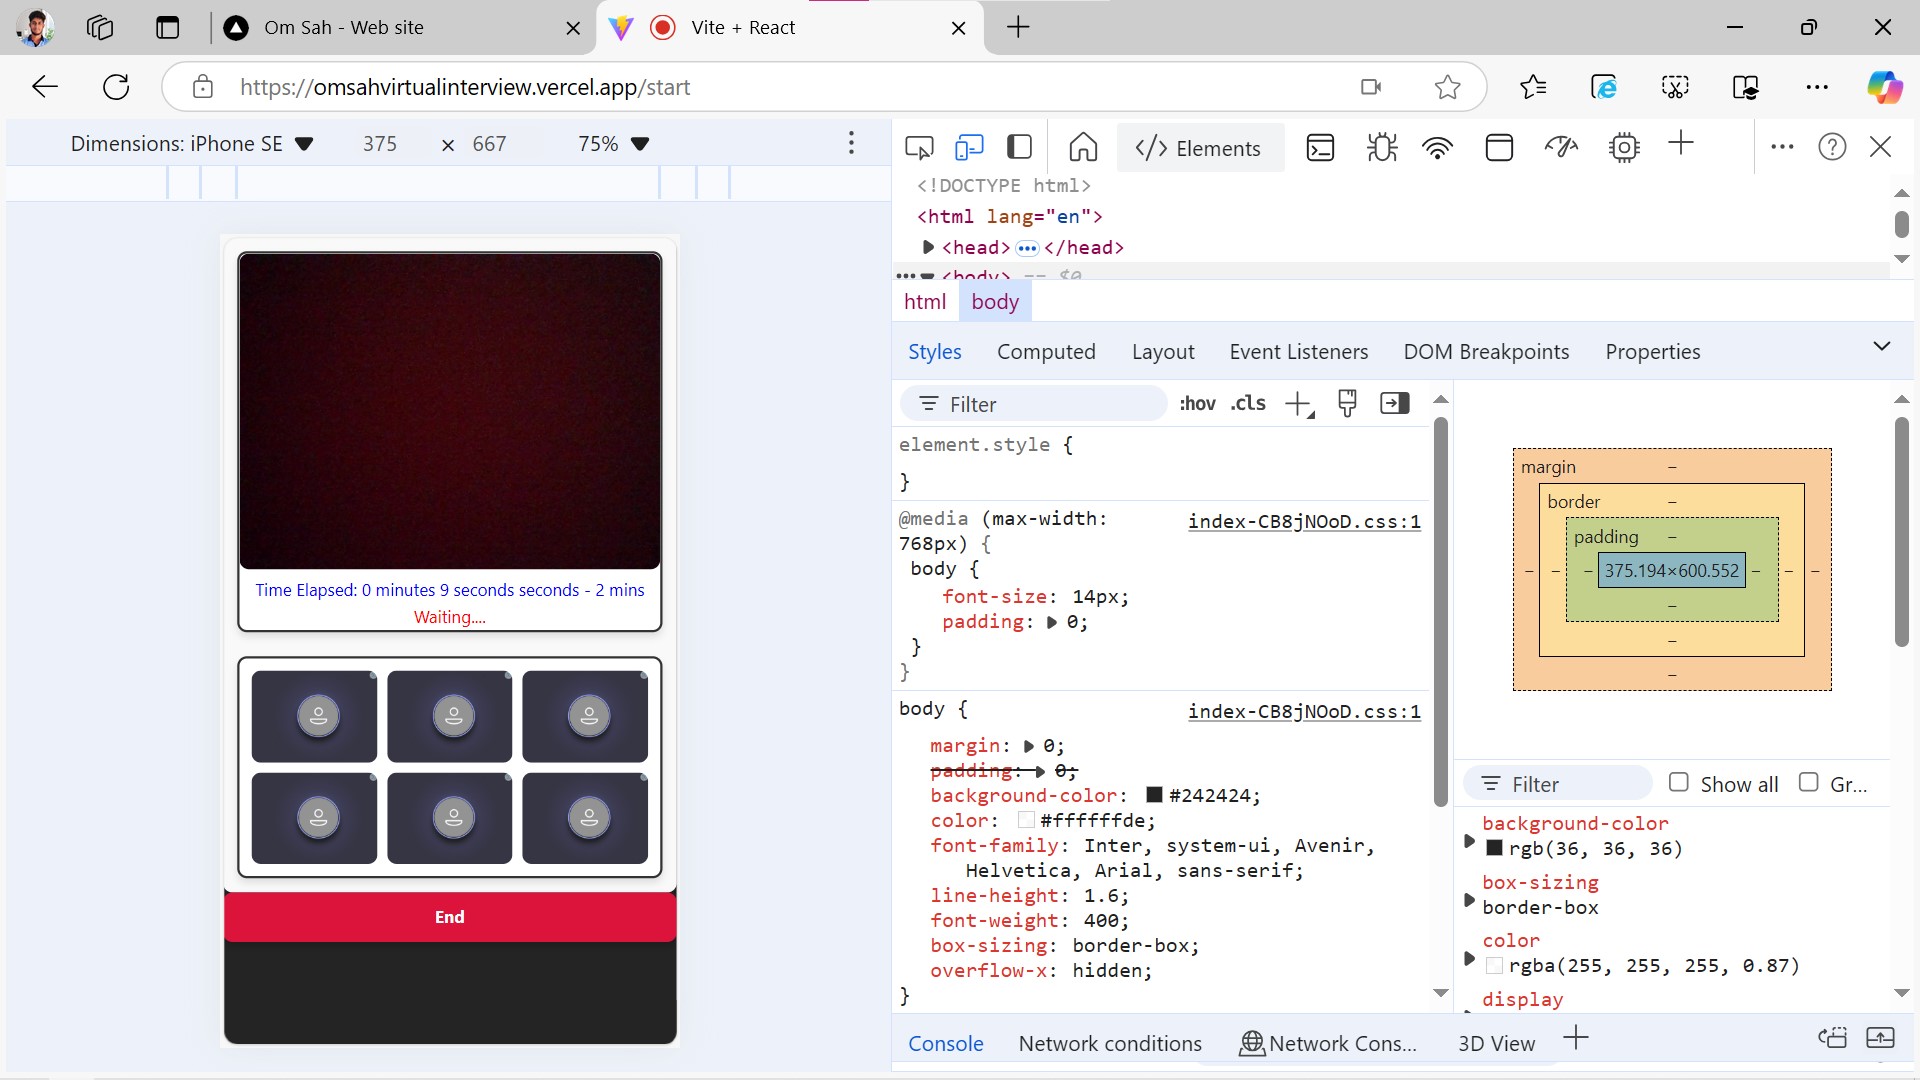 Om Sah - Web site
Vite + React
https://omsahvirtualinterview.vercel.app/start
Dimensions: iPhone SE
375 × 667
75%
Elements
<!DOCTYPE html>
<html lang="en">
<head> ••• </head>
••• <body> == $0
html
body
Styles
Computed
Layout
Event Listeners
DOM Breakpoints
Properties
Filter
:hov .cls
element.style {
}
@media (max-width: 768px) {
index-CB8jNOoD.css:1
body {
font-size: 14px;
padding: 0;
}
}
body {
index-CB8jNOoD.css:1
margin: 0;
padding: 0;
background-color: #242424;
color: #ffffffde;
font-family: Inter, system-ui, Avenir,
Helvetica, Arial, sans-serif;
line-height: 1.6;
font-weight: 400;
box-sizing: border-box;
overflow-x: hidden;
}
margin –
border –
padding –
– – – 375.194×600.552 – – –
–
–
–
Filter
Show all
Gr...
background-color
rgb(36, 36, 36)
box-sizing
border-box
color
rgba(255, 255, 255, 0.87)
display
Time Elapsed: 0 minutes 9 seconds seconds - 2 mins
Waiting....
End
Console
Network conditions
Network Cons...
3D View